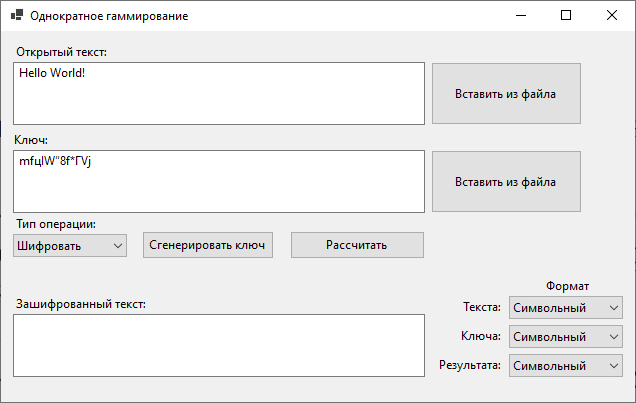 Однократное гаммирование
Открытый текст:
Hello World!
Вставить из файла
Ключ:
mfцlW"8f*ГVj
Вставить из файла
Тип операции:
Шифровать
Сгенерировать ключ
Рассчитать
Формат
Зашифрованный текст:
Текста: Символьный
Ключа: Символьный
Результата: Символьный